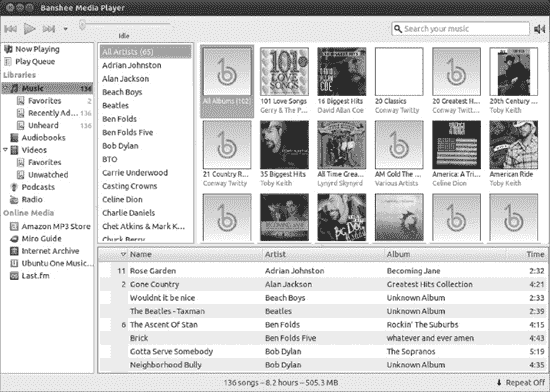 Banshee Media Player
Idle
Search your music
Now Playing
Play Queue
Libraries
Music 136
Favorites 2
Recently Ad... 136
Unheard 136
Audiobooks
Videos
Favorites
Unwatched
Podcasts
Radio
Online Media
Amazon MP3 Store
Miro Guide
Internet Archive
Ubuntu One Music...
Last.fm
All Artists (65)
Adrian Johnston
Alan Jackson
Beach Boys
Beatles
Ben Folds
Ben Folds Five
Bob Dylan
BTO
Carrie Underwood
Casting Crowns
Celine Dion
Charlie Daniels
Chet Atkins & Mark K...
Chuck Berry
All Albums (102)
101 Love Songs
Gerry & The P...
16 Biggest Hits
David Allan Coe
20 Classics
Conway Twitty
20 Greatest H...
Conway Twitty
20th Century ...
Toby Keith
21 Country R...
Conway Twitty
35 Biggest Hits
Toby Keith
All Time Grea...
Lynyrd Skynyrd
AM Gold The ...
Various Artists
America: A Tri...
Celine Dion
American Ride
Toby Keith
Name Artist Album Time
11 Rose Garden Adrian Johnston Becoming Jane 2:32
2 Gone Country Alan Jackson Greatest Hits Collection 4:21
Wouldnt it be nice Beach Boys Unknown Album 2:33
The Beatles - Taxman Beatles Unknown Album 2:39
6 The Ascent Of Stan Ben Folds Rockin' The Suburbs 4:15
Brick Ben Folds Five whatever and ever amen 4:43
Gotta Serve Somebody Bob Dylan The Sopranos 5:19
Neighborhood Bully Bob Dylan Unknown Album 4:35
136 songs – 8.2 hours – 505.3 MB
Repeat Off